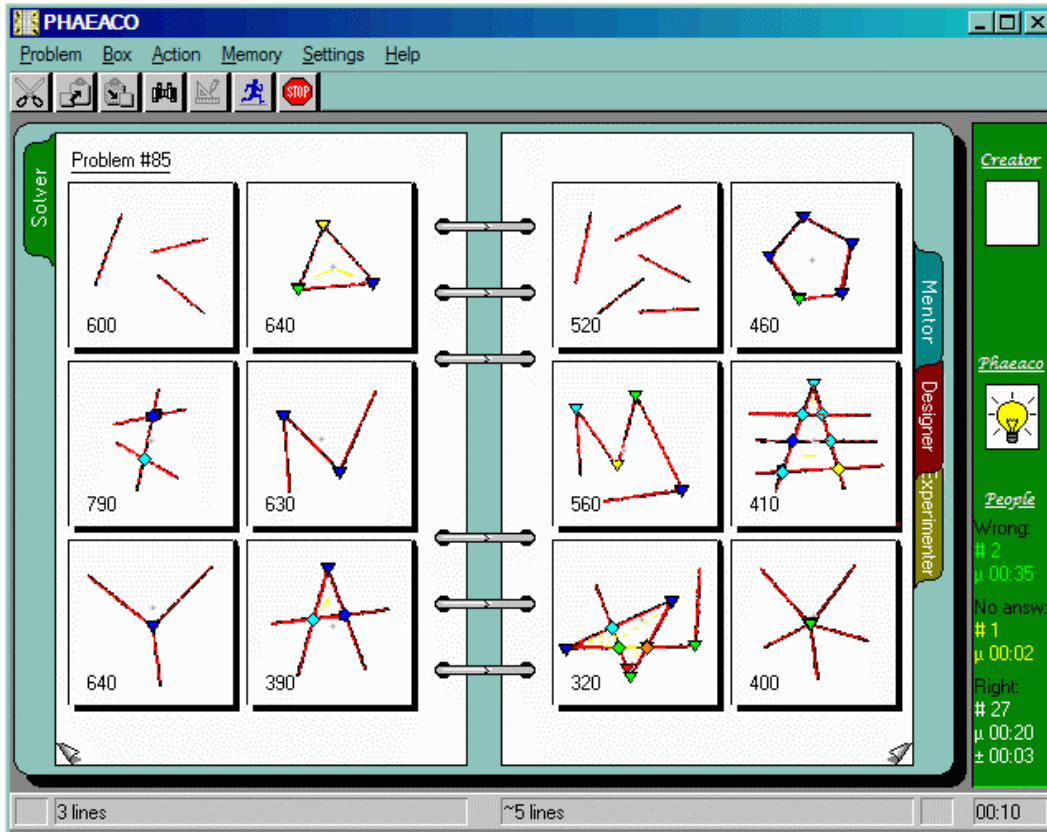 PHAEACO
Problem Box Action Memory Settings Help
STOP
Solver
Problem #85
600 640
790 630
640 390
520 460
560 410
320 400
Mentor
Designer
Experimenter
Creator
Phaeaco
People
Wrong:
# 2
µ 00:35
No answ:
# 1
µ 00:02
Right:
# 27
µ 00:20
± 00:03
3 lines ~5 lines 00:10